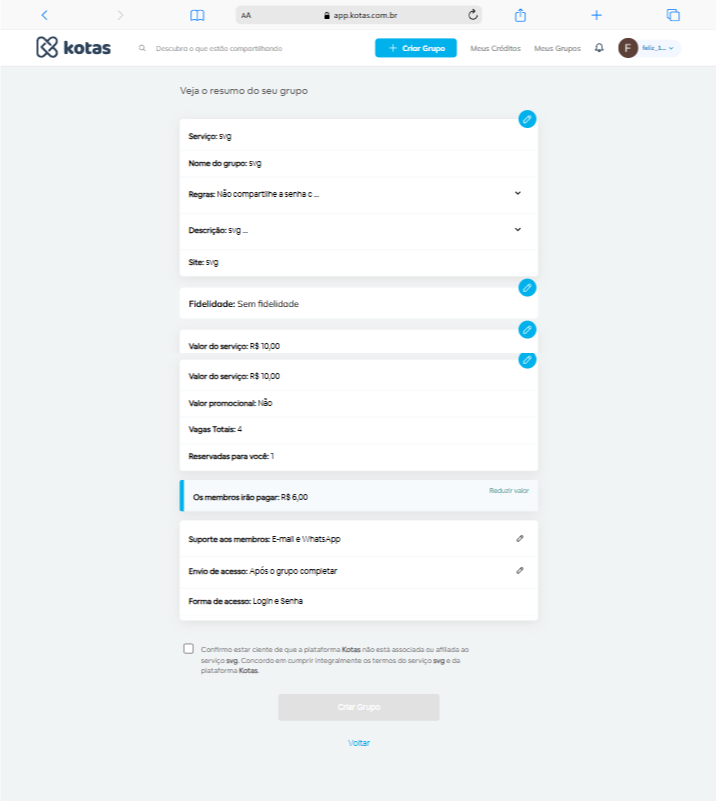 AA
app.kotas.com.br
kotas
Descubra o que estão compartilhando
+ Criar Grupo
Meus Créditos
Meus Grupos
F
feliz_1...
Veja o resumo do seu grupo
Serviço: svg
Nome do grupo: svg
Regras: Não compartilhe a senha c ...
Descrição: svg ...
Site: svg
Fidelidade: Sem fidelidade
Valor do serviço: R$ 10,00
Valor do serviço: R$ 10,00
Valor promocional: Não
Vagas Totais: 4
Reservadas para você: 1
Os membros irão pagar: R$ 6,00
Reduzir valor
Suporte aos membros: E-mail e WhatsApp
Envio de acesso: Após o grupo completar
Forma de acesso: Login e Senha
Confirmo estar ciente de que a plataforma Kotas não está associada ou afiliada ao
serviço svg. Concordo em cumprir integralmente os termos do serviço svg e da
plataforma Kotas.
Criar Grupo
Voltar